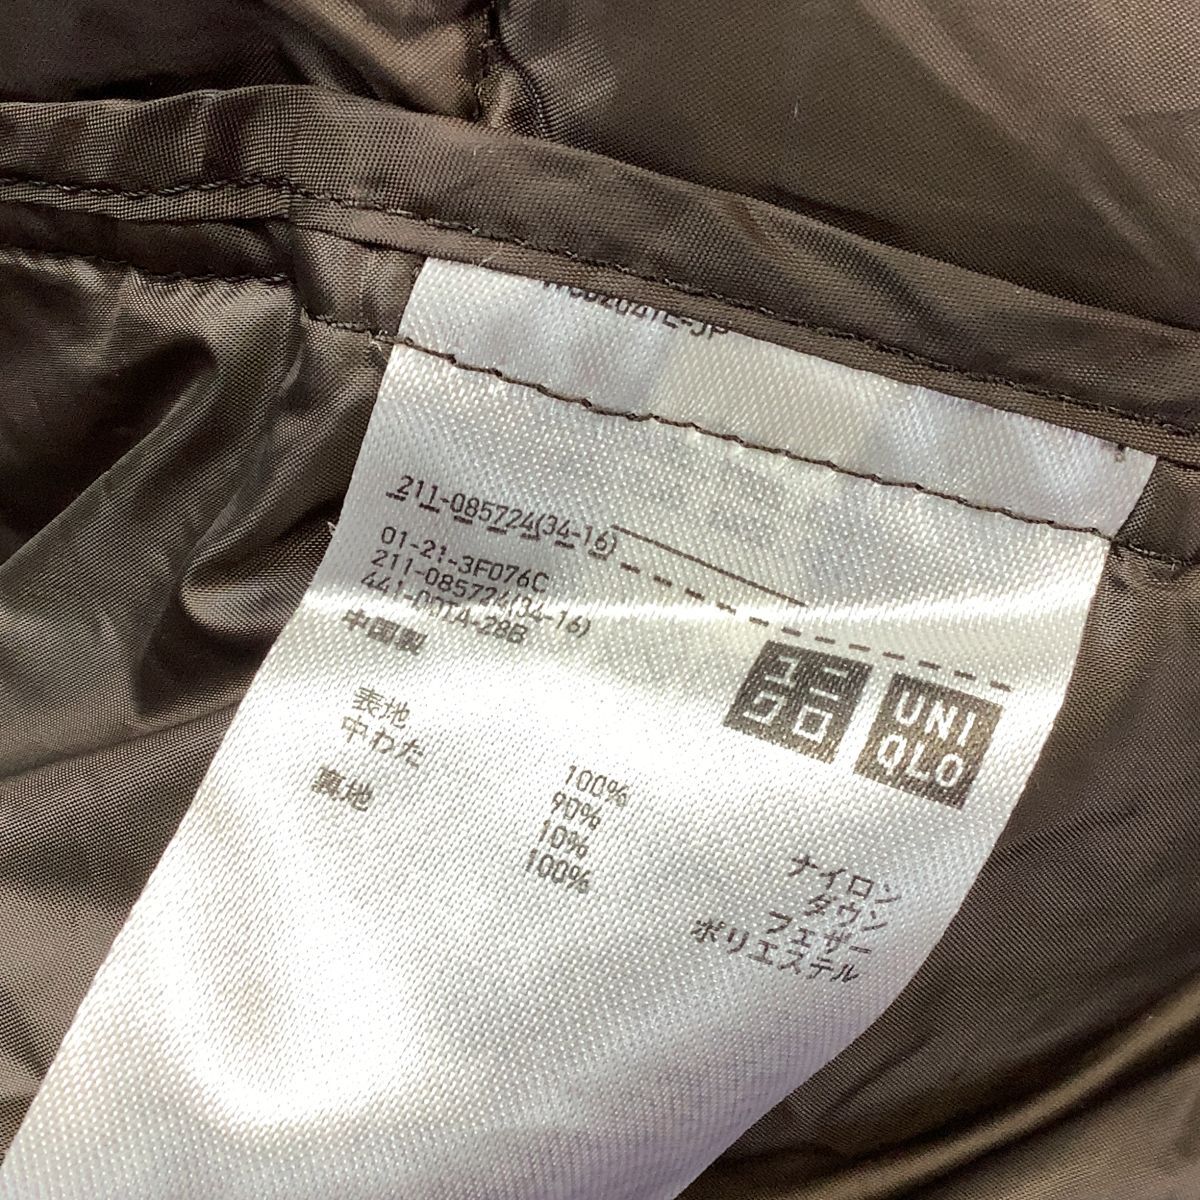 211-085724(34-16)
01-21-3F076C
211-085724(34-16)
中国製
ユニ
クロ
UNI
QLO
表地 100% ナイロン
中わた 90% ダウン
10% フェザー
裏地 100% ポリエステル